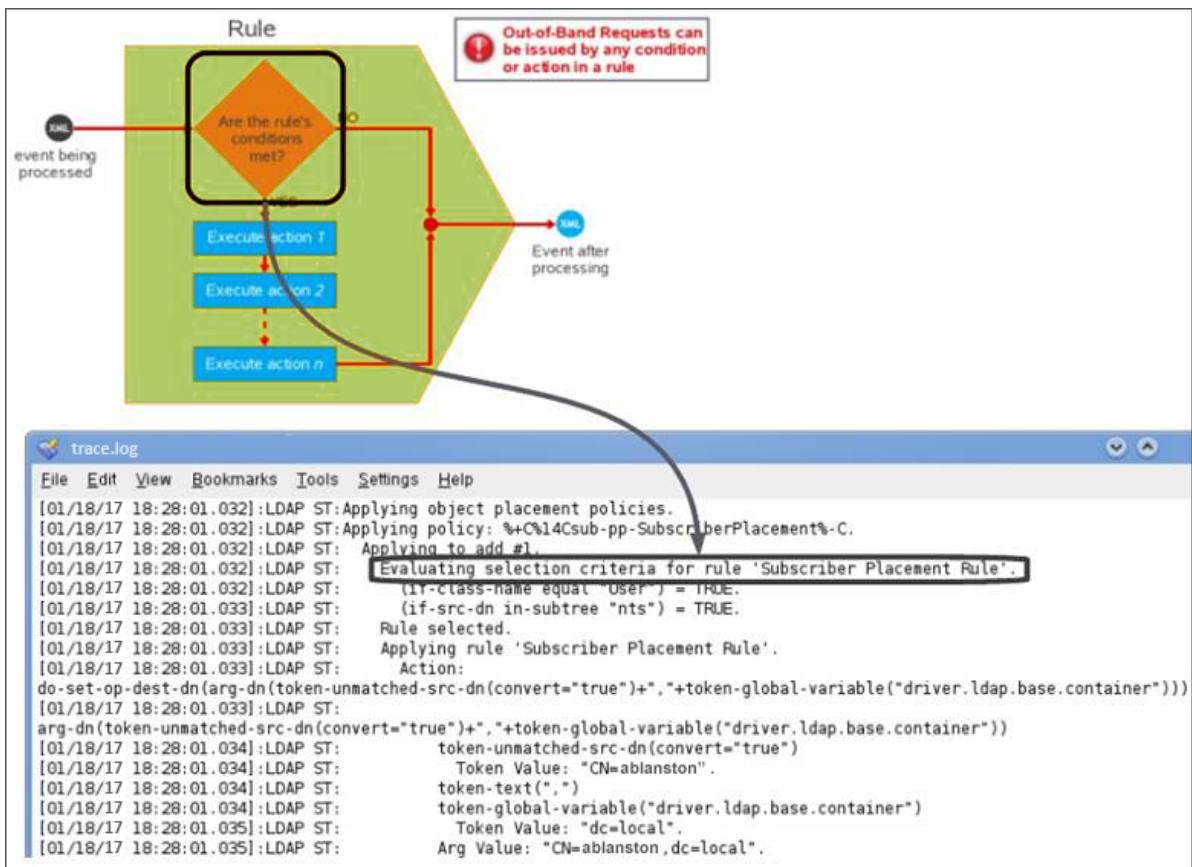 Rule
Out-of-Band Requests can
be issued by any condition
or action in a rule
XML
event being
processed
Are the rule's
conditions
met?
NO
YES
Execute action 1
Execute action 2
Execute action n
XML
Event after
processing
trace.log
File Edit View Bookmarks Tools Settings Help
[01/18/17 18:28:01.032]:LDAP ST:Applying object placement policies.
[01/18/17 18:28:01.032]:LDAP ST:Applying policy: %+C%14Csub-pp-SubscriberPlacement%-C.
[01/18/17 18:28:01.032]:LDAP ST: Applying to add #1.
[01/18/17 18:28:01.032]:LDAP ST: Evaluating selection criteria for rule 'Subscriber Placement Rule'.
[01/18/17 18:28:01.032]:LDAP ST: (if-class-name equal "User") = TRUE.
[01/18/17 18:28:01.033]:LDAP ST: (if-src-dn in-subtree "nts") = TRUE.
[01/18/17 18:28:01.033]:LDAP ST: Rule selected.
[01/18/17 18:28:01.033]:LDAP ST: Applying rule 'Subscriber Placement Rule'.
[01/18/17 18:28:01.033]:LDAP ST: Action:
do-set-op-dest-dn(arg-dn(token-unmatched-src-dn(convert="true")+","+token-global-variable("driver.ldap.base.container")))
[01/18/17 18:28:01.033]:LDAP ST:
arg-dn(token-unmatched-src-dn(convert="true")+","+token-global-variable("driver.ldap.base.container"))
[01/18/17 18:28:01.034]:LDAP ST: token-unmatched-src-dn(convert="true")
[01/18/17 18:28:01.034]:LDAP ST: Token Value: "CN=ablanston".
[01/18/17 18:28:01.034]:LDAP ST: token-text(",")
[01/18/17 18:28:01.034]:LDAP ST: token-global-variable("driver.ldap.base.container")
[01/18/17 18:28:01.035]:LDAP ST: Token Value: "dc=local".
[01/18/17 18:28:01.035]:LDAP ST: Arg Value: "CN=ablanston,dc=local".